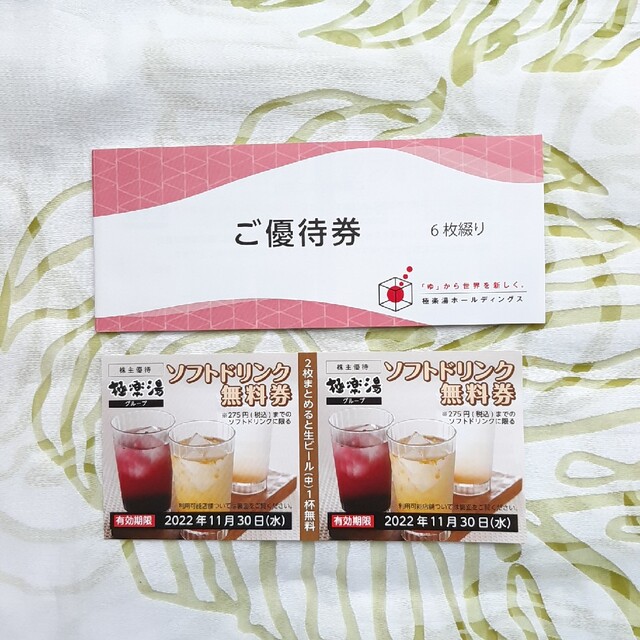 ご優待券
6枚綴り
「ゆ」から世界を新しく。
極楽湯ホールディングス
株主優待
極楽湯
グループ
ソフトドリンク
無料券
※275円(税込)までの
ソフトドリンクに限る
有効期限
2022年11月30日(水)
2枚まとめると生ビール(中)1杯無料
株主優待
極楽湯
グループ
ソフトドリンク
無料券
※275円(税込)までの
ソフトドリンクに限る
有効期限
2022年11月30日(水)